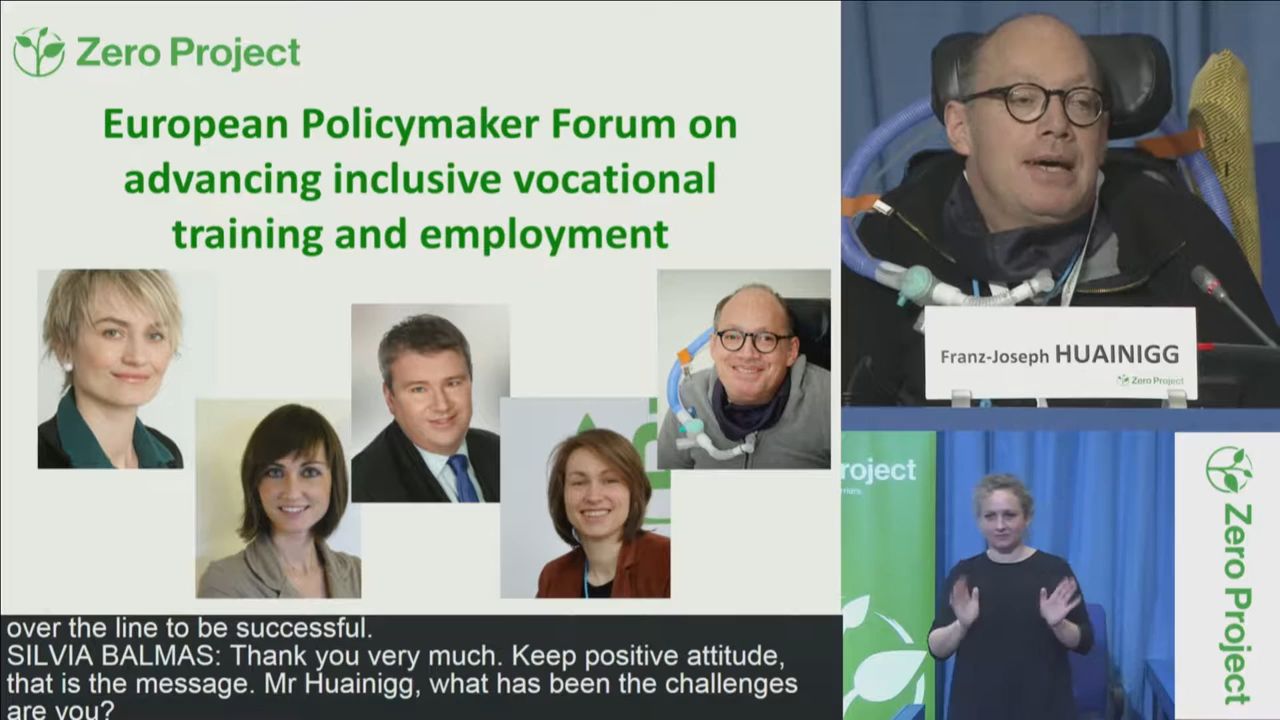 Zero Project
European Policymaker Forum on
advancing inclusive vocational
training and employment
Franz-Joseph HUAINIGG
Zero Project
roject
Zero Project
over the line to be successful.
SILVIA BALMAS: Thank you very much. Keep positive attitude,
that is the message. Mr Huainigg, what has been the challenges
are you?